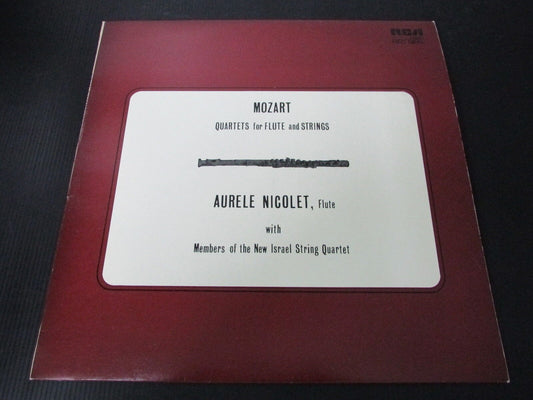 RCA
MOZART
QUARTETS for FLUTE and STRINGS
AURELE NICOLET, Flute
with
Members of the New Israel String Quartet